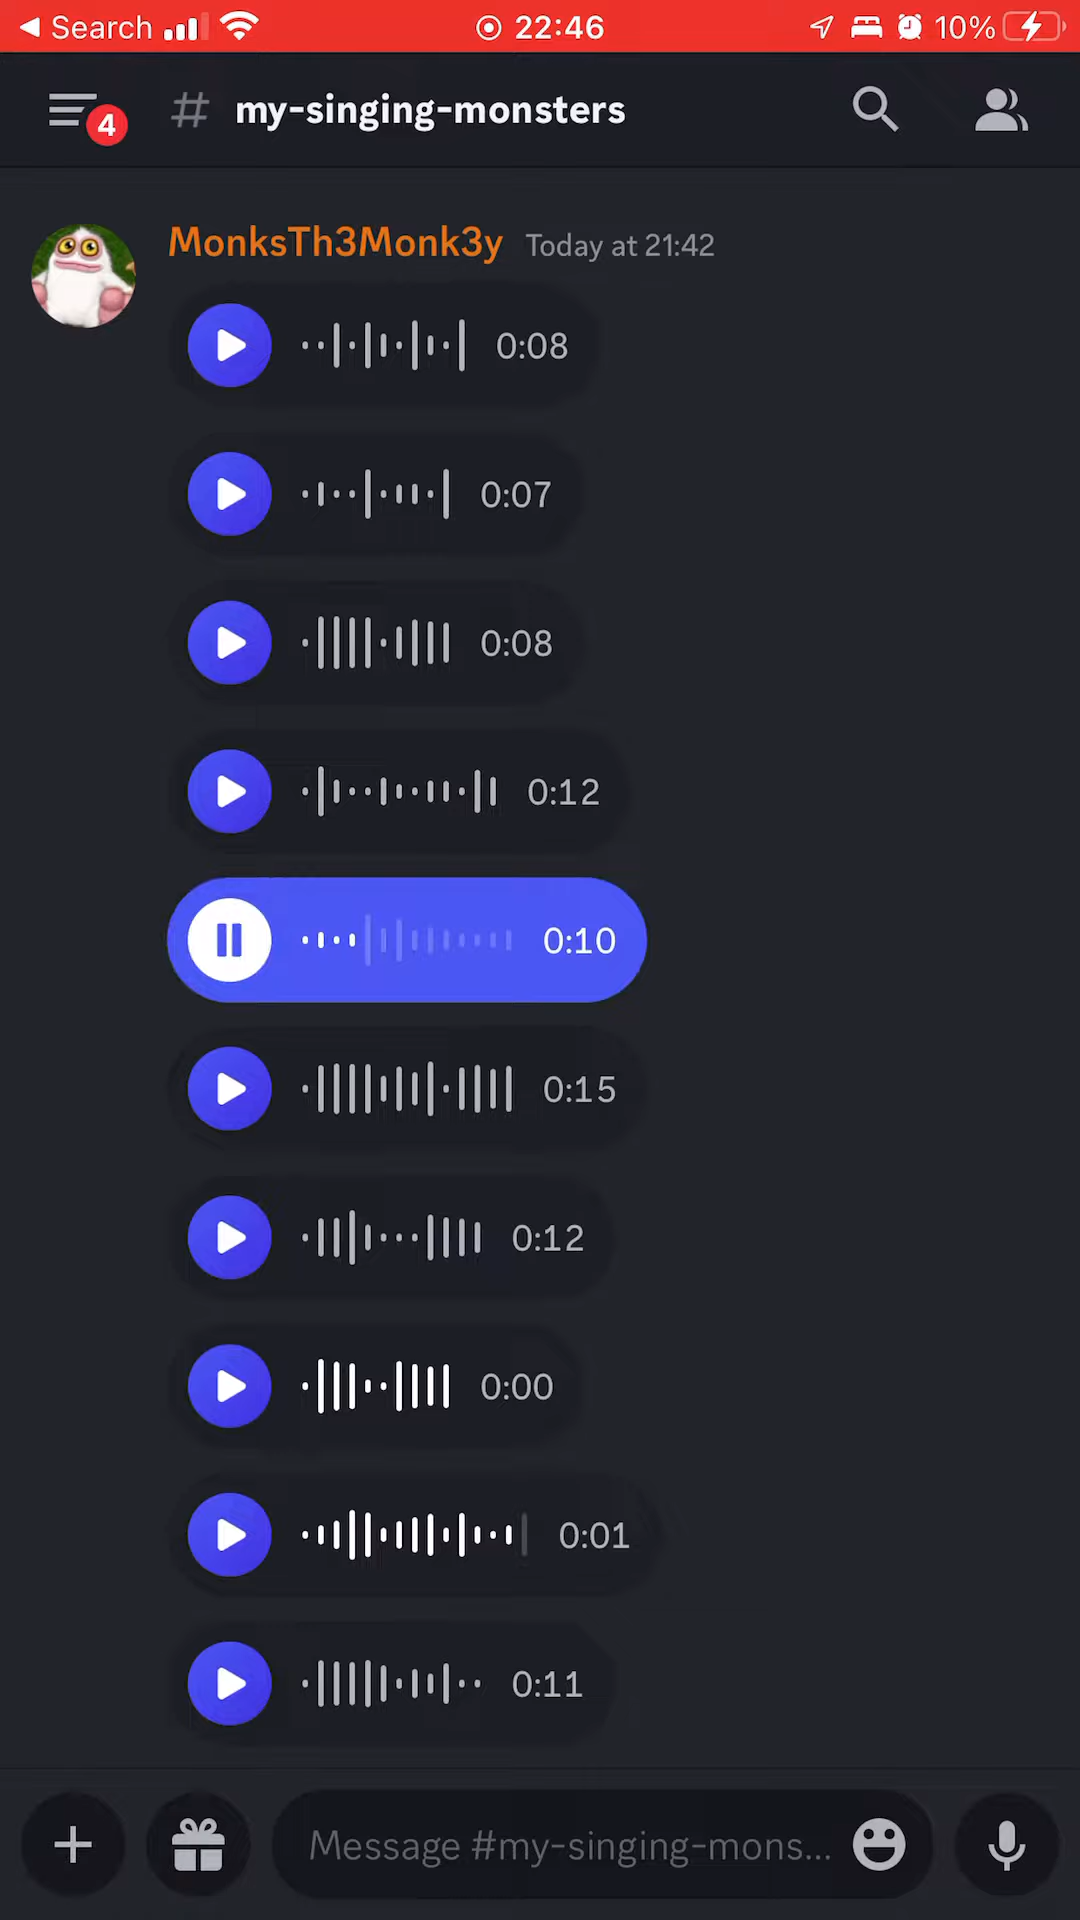 Search 22:46 10%
4 # my-singing-monsters
MonksTh3Monk3y Today at 21:42
0:08
0:07
0:08
0:12
0:10
0:15
0:12
0:00
0:01
0:11
Message #my-singing-mons...